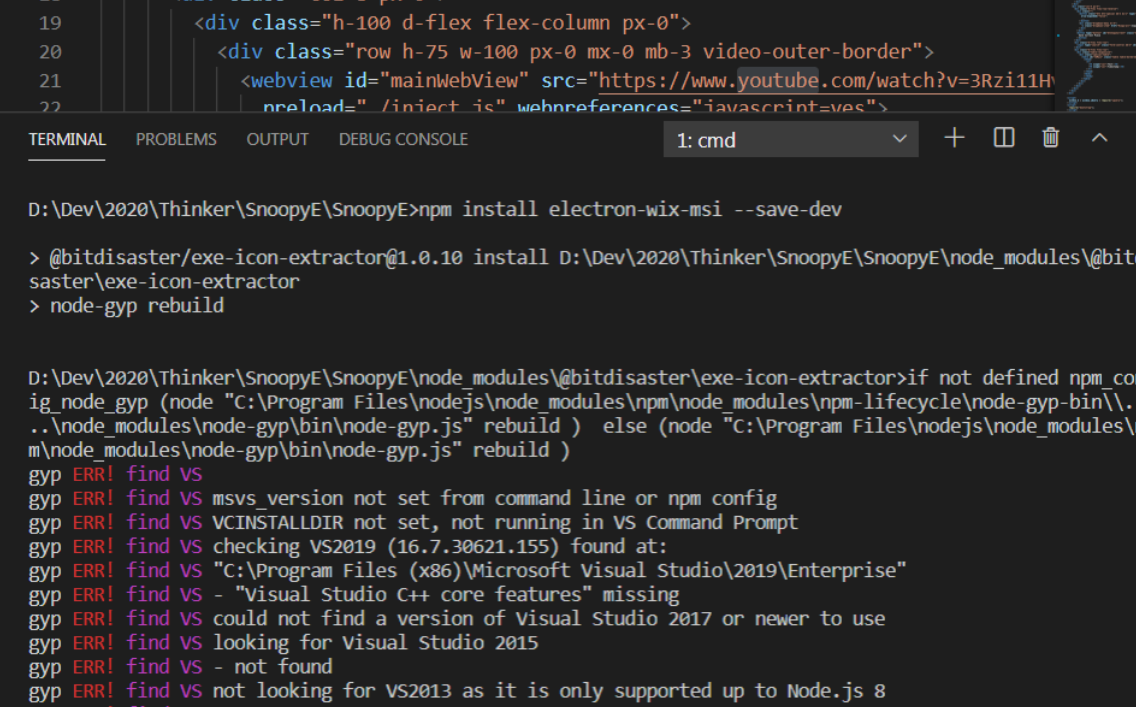 19 <div class="h-100 d-flex flex-column px-0">
20 <div class="row h-75 w-100 px-0 mx-0 mb-3 video-outer-border">
21 <webview id="mainWebView" src="https://www.youtube.com/watch?v=3Rzi11H
22 preload="./inject.js" webpreferences="javascript=yes">
TERMINAL PROBLEMS OUTPUT DEBUG CONSOLE 1: cmd
D:\Dev\2020\Thinker\SnoopyE\SnoopyE>npm install electron-wix-msi --save-dev
> @bitdisaster/exe-icon-extractor@1.0.10 install D:\Dev\2020\Thinker\SnoopyE\SnoopyE\node_modules\@bitd
saster\exe-icon-extractor
> node-gyp rebuild
D:\Dev\2020\Thinker\SnoopyE\SnoopyE\node_modules\@bitdisaster\exe-icon-extractor>if not defined npm_con
ig_node_gyp (node "C:\Program Files\nodejs\node_modules\npm\node_modules\npm-lifecycle\node-gyp-bin\\.
..\node_modules\node-gyp\bin\node-gyp.js" rebuild ) else (node "C:\Program Files\nodejs\node_modules\
m\node_modules\node-gyp\bin\node-gyp.js" rebuild )
gyp ERR! find VS
gyp ERR! find VS msvs_version not set from command line or npm config
gyp ERR! find VS VCINSTALLDIR not set, not running in VS Command Prompt
gyp ERR! find VS checking VS2019 (16.7.30621.155) found at:
gyp ERR! find VS "C:\Program Files (x86)\Microsoft Visual Studio\2019\Enterprise"
gyp ERR! find VS - "Visual Studio C++ core features" missing
gyp ERR! find VS could not find a version of Visual Studio 2017 or newer to use
gyp ERR! find VS looking for Visual Studio 2015
gyp ERR! find VS - not found
gyp ERR! find VS not looking for VS2013 as it is only supported up to Node.js 8